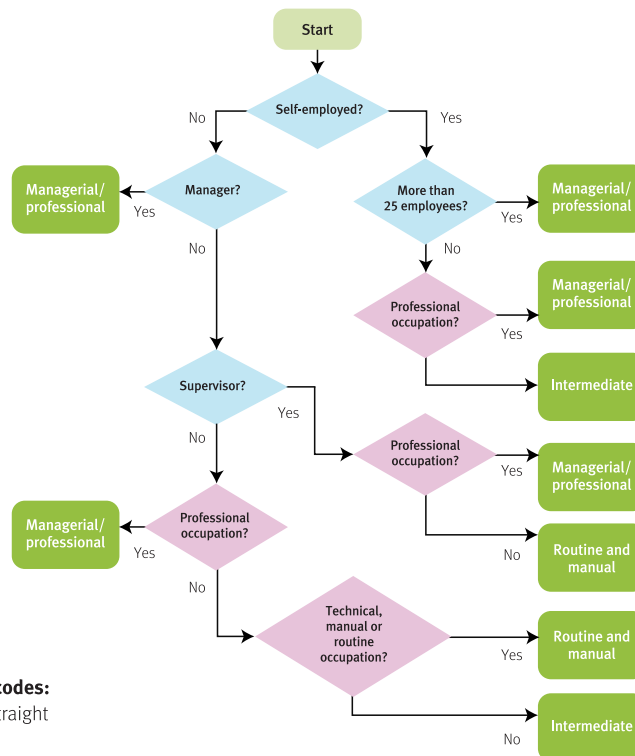 Start
Self-employed?
No
Yes
Managerial/
professional
Yes
Manager?
No
More than
25 employees?
Yes
No
Managerial/
professional
Professional
occupation?
Yes
Managerial/
professional
Intermediate
Supervisor?
Yes
No
Professional
occupation?
Yes
No
Managerial/
professional
Routine and
manual
Managerial/
professional
Yes
Professional
occupation?
No
Technical,
manual or
routine
occupation?
Yes
No
Routine and
manual
Intermediate
codes:
traight